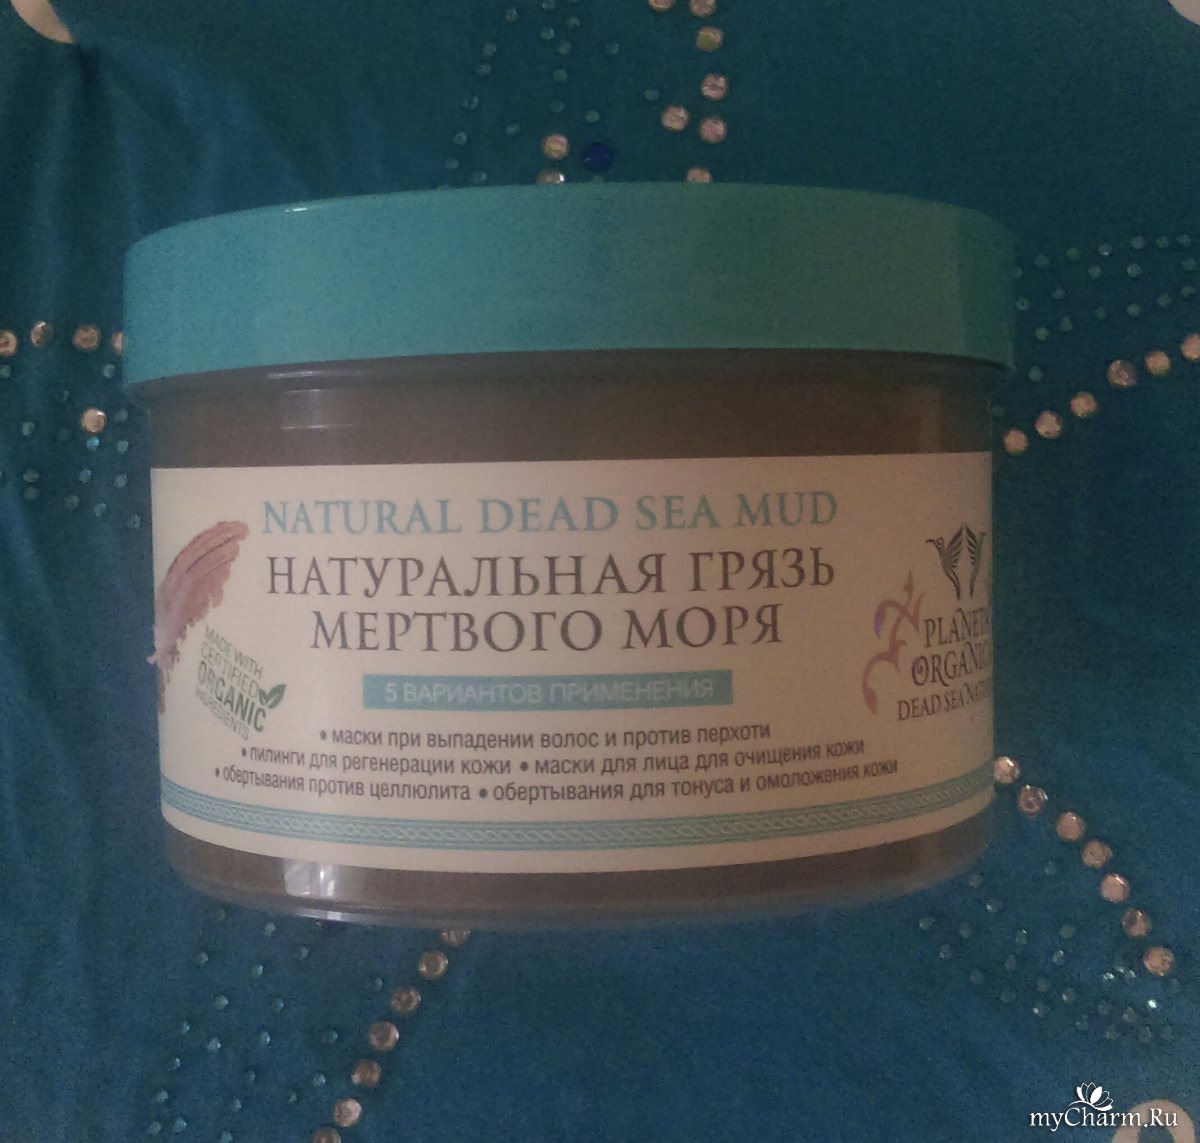 NATURAL DEAD SEA MUD
НАТУРАЛЬНАЯ ГРЯЗЬ
МЕРТВОГО МОРЯ
5 ВАРИАНТОВ ПРИМЕНЕНИЯ
• маски при выпадении волос и против перхоти
• пилинги для регенерации кожи • маски для лица для очищения кожи
• обертывания против целлюлита • обертывания для тонуса и омоложения кожи
MADE WITH
CERTIFIED
ORGANIC
INGREDIENTS
PLANETA
ORGANICA
DEAD SEA
myCharm.Ru